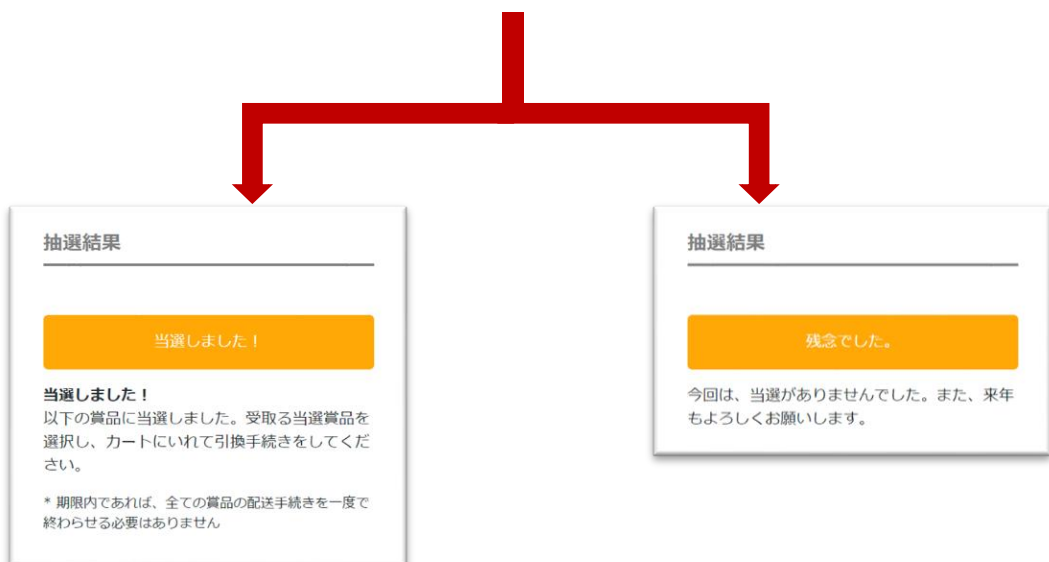 抽選結果
当選しました！
当選しました！
以下の賞品に当選しました。受取る当選賞品を
選択し、カートにいれて引換手続きをしてくだ
さい。
* 期限内であれば、全ての賞品の配送手続きを一度で
終わらせる必要はありません
抽選結果
残念でした。
今回は、当選がありませんでした。また、来年
もよろしくお願いします。